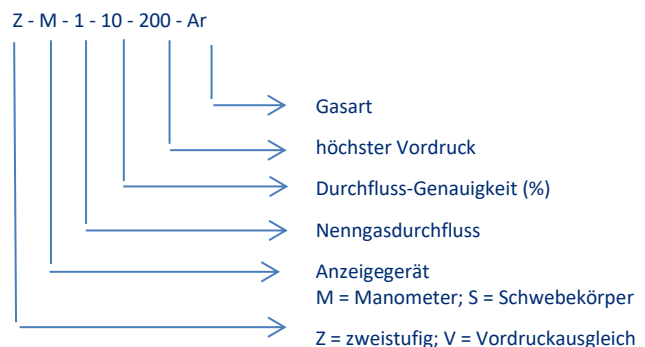 Z - M - 1 - 10 - 200 - Ar
Gasart
höchster Vordruck
Durchfluss-Genauigkeit (%)
Nenngasdurchfluss
Anzeigegerät
M = Manometer; S = Schwebekörper
Z = zweistufig; V = Vordruckausgleich